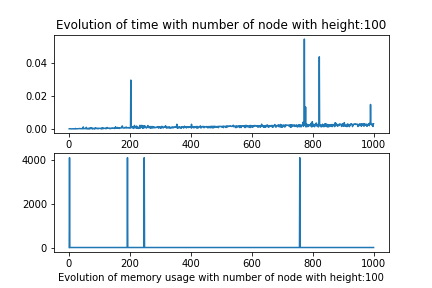 Evolution of time with number of node with height:100
0.04
0.02
0.00
0 200 400 600 800 1000
4000
3000
2000
1000
0
0 200 400 600 800 1000
Evolution of memory usage with number of node with height:100